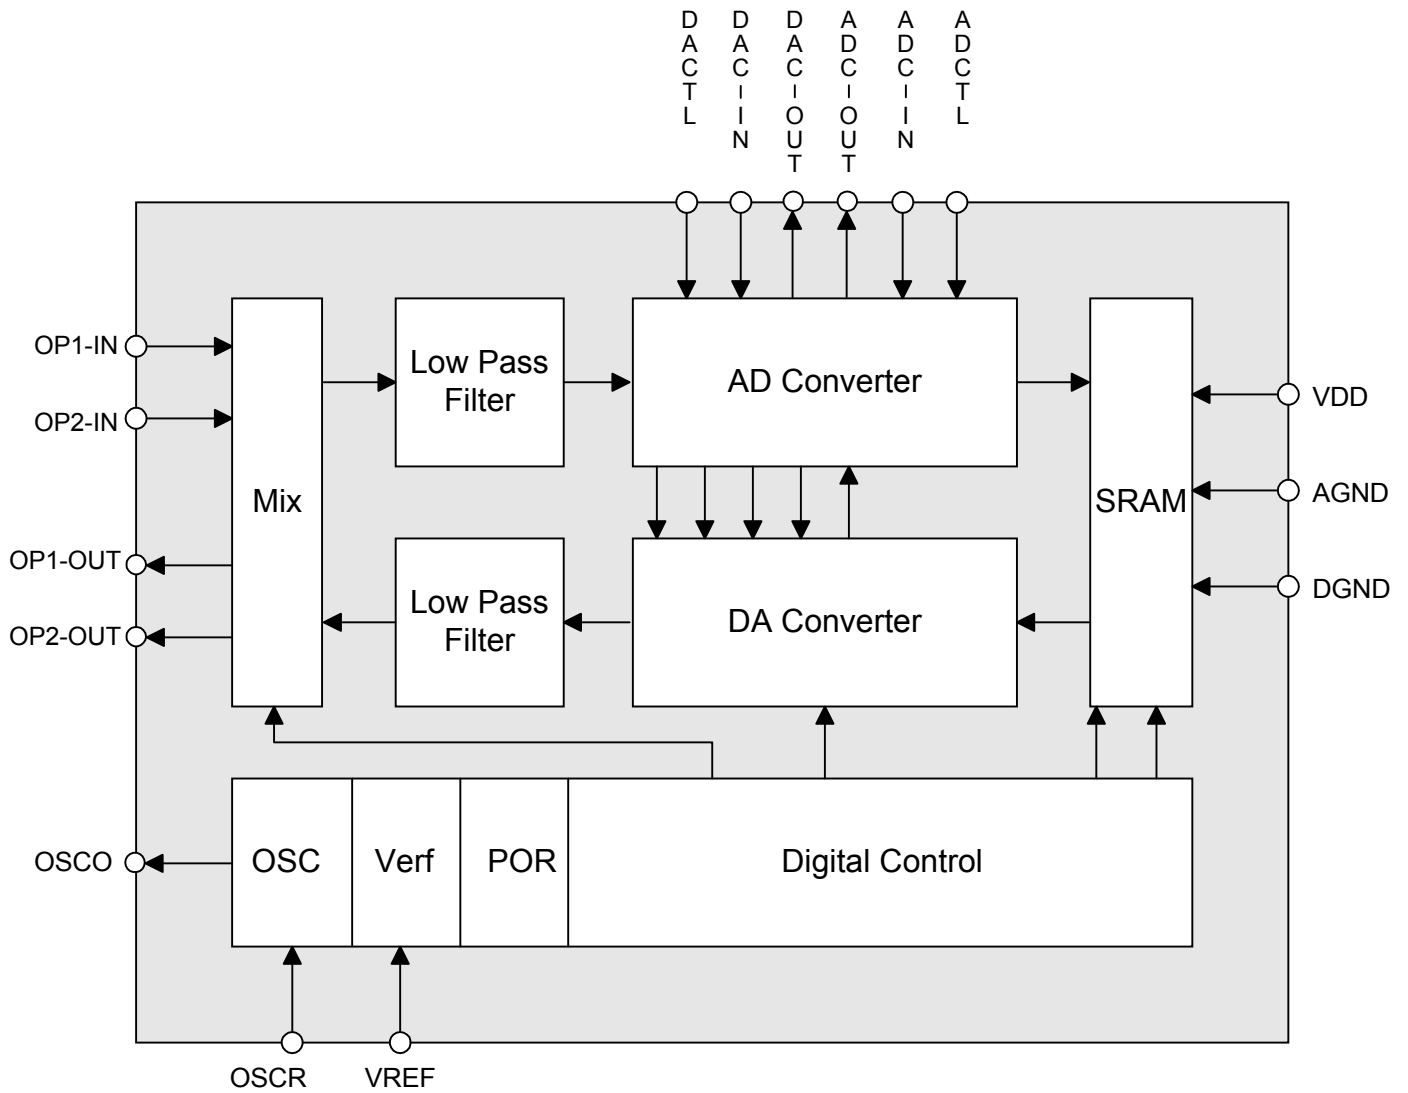 DACTL
DAC-IN
DAC-OUT
ADC-OUT
ADC-IN
ADCTL
OP1-IN
OP2-IN
OP1-OUT
OP2-OUT
OSCO
Mix
Low Pass
Filter
AD Converter
Low Pass
Filter
DA Converter
SRAM
VDD
AGND
DGND
OSC
Verf
POR
Digital Control
OSCR
VREF